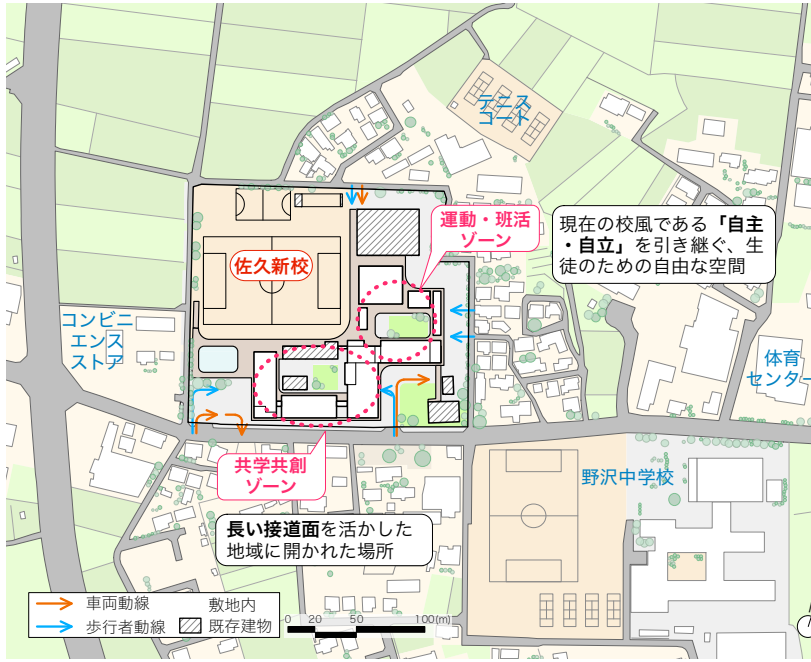 テニス
コート
運動・班活
ゾーン
現在の校風である「自主
・自立」を引き継ぐ、生
徒のための自由な空間
佐久新校
コンビニ
エンス
ストア
体育
センター
共学共創
ゾーン
野沢中学校
長い接道面を活かした
地域に開かれた場所
車両動線
敷地内
歩行者動線
既存建物
0 20 50 100(m)